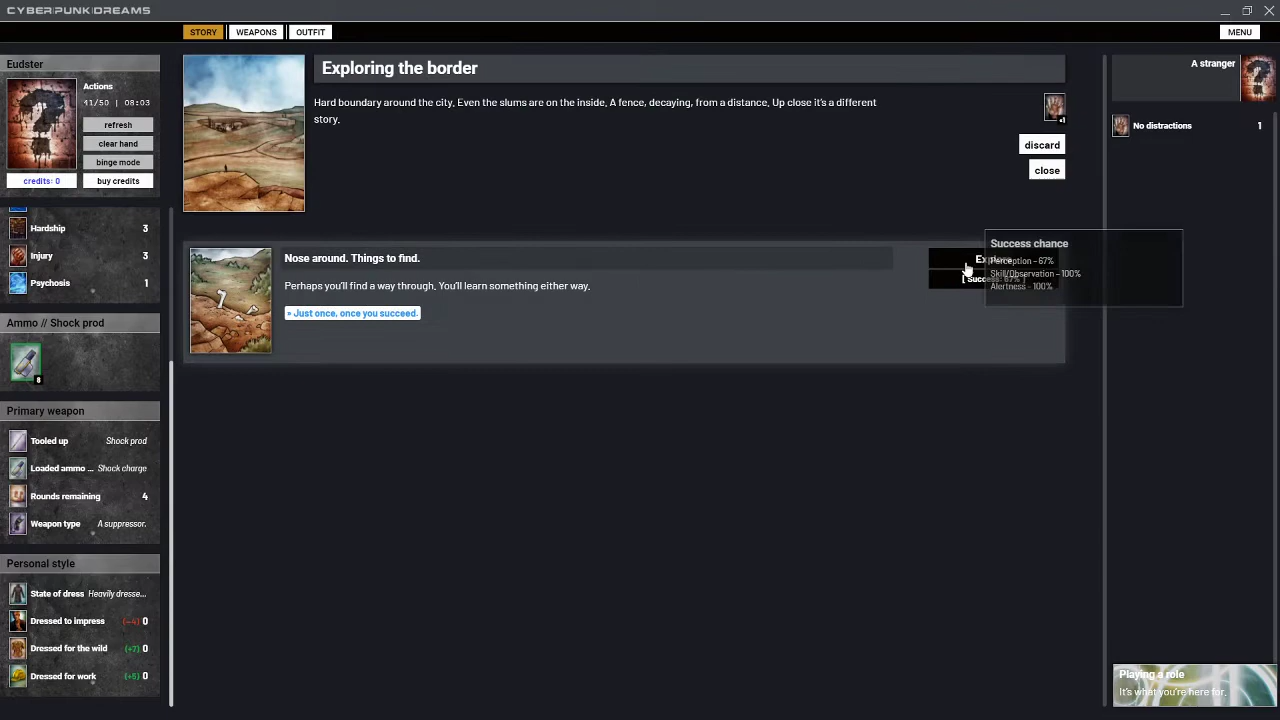 CYBER|PUNK|DREAMS
STORY
WEAPONS
OUTFIT
MENU
Eudster
Actions
41/50 | 08:03
refresh
clear hand
binge mode
credits: 0
buy credits
Hardship 3
Injury 3
Psychosis 1
Ammo // Shock prod
8
Primary weapon
Tooled up Shock prod
Loaded ammo ... Shock charge
Rounds remaining 4
Weapon type A suppressor.
Personal style
State of dress Heavily dresse...
Dressed to impress (-4) 0
Dressed for the wild (+7) 0
Dressed for work (+5) 0
Exploring the border
Hard boundary around the city. Even the slums are on the inside. A fence, decaying, from a distance. Up close it's a different
story.
+1
discard
close
Nose around. Things to find.
Perhaps you'll find a way through. You'll learn something either way.
» Just once, once you succeed.
Explore
[ Success: 67% ]
Success chance
Perception - 67%
Skill/Observation - 100%
Alertness - 100%
A stranger
No distractions 1
Playing a role
It's what you're here for.